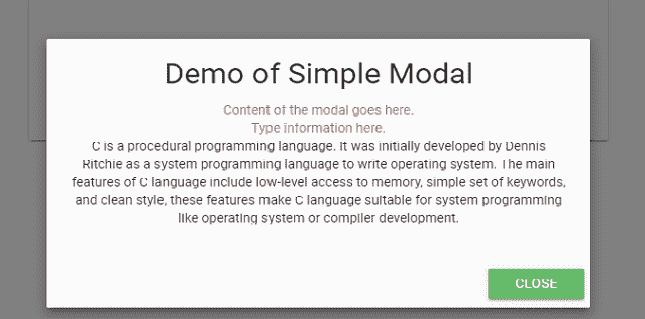 Demo of Simple Modal
Content of the modal goes here.
Type information here.
C is a procedural programming language. It was initially developed by Dennis
Ritchie as a system programming language to write operating system. The main
features of C language include low-level access to memory, simple set of keywords,
and clean style, these features make C language suitable for system programming
like operating system or compiler development.
CLOSE